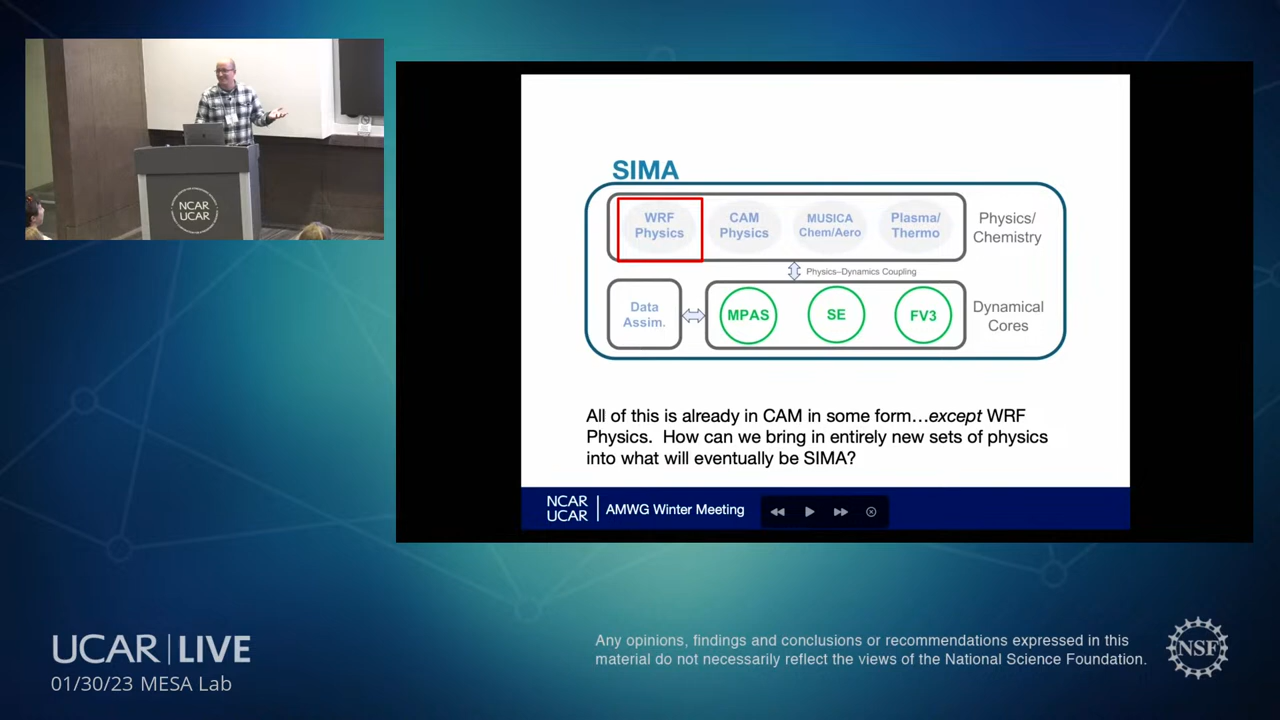 NCAR
UCAR
SIMA
WRF
Physics
CAM
Physics
MUSICA
Chem/Aero
Plasma/
Thermo
Physics/
Chemistry
Physics–Dynamics Coupling
Data
Assim.
MPAS
SE
FV3
Dynamical
Cores
All of this is already in CAM in some form…except WRF
Physics. How can we bring in entirely new sets of physics
into what will eventually be SIMA?
NCAR
UCAR
AMWG Winter Meeting
UCAR | LIVE
01/30/23 MESA Lab
Any opinions, findings and conclusions or recommendations expressed in this
material do not necessarily reflect the views of the National Science Foundation.
NSF